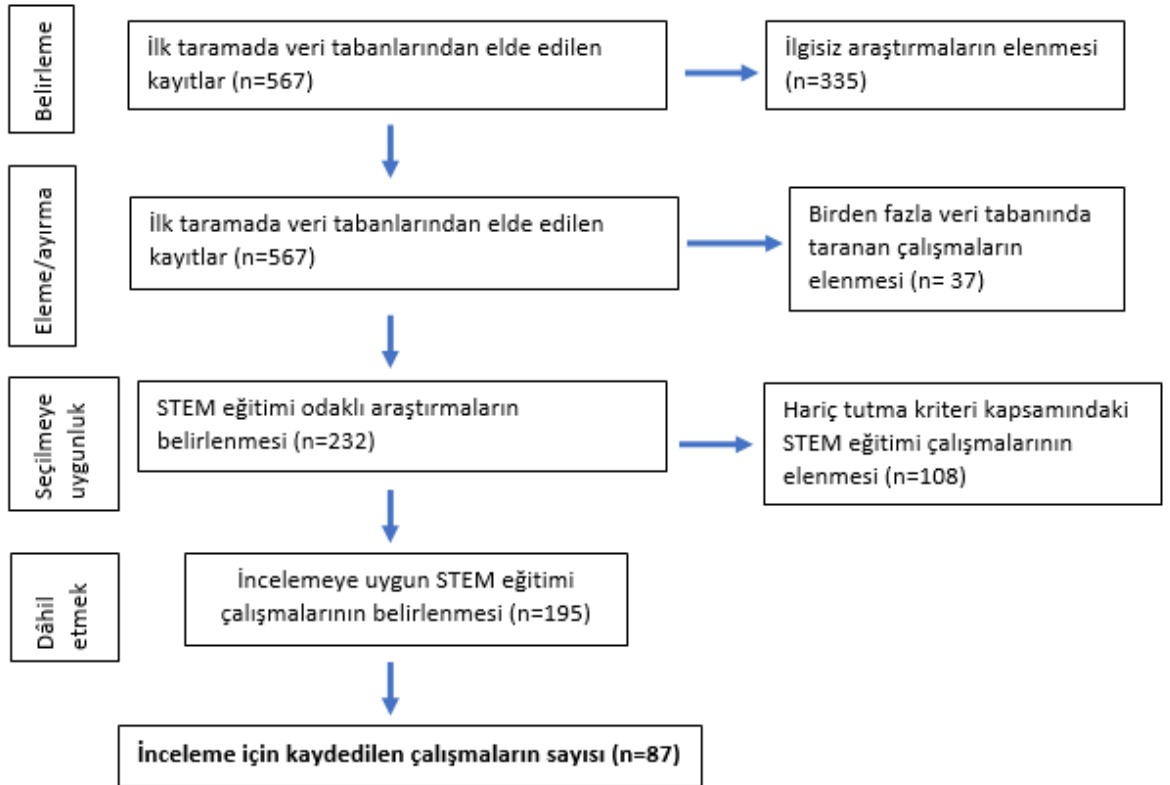 Belirleme
İlk taramada veri tabanlarından elde edilen
kayıtlar (n=567)
İlgisiz araştırmaların elenmesi
(n=335)
Eleme/ayırma
İlk taramada veri tabanlarından elde edilen
kayıtlar (n=567)
Birden fazla veri tabanında
taranan çalışmaların
elenmesi (n= 37)
Seçilmeye
uygunluk
STEM eğitimi odaklı araştırmaların
belirlenmesi (n=232)
Hariç tutma kriteri kapsamındaki
STEM eğitimi çalışmalarının
elenmesi (n=108)
Dâhil
etmek
İncelemeye uygun STEM eğitimi
çalışmalarının belirlenmesi (n=195)
İnceleme için kaydedilen çalışmaların sayısı (n=87)